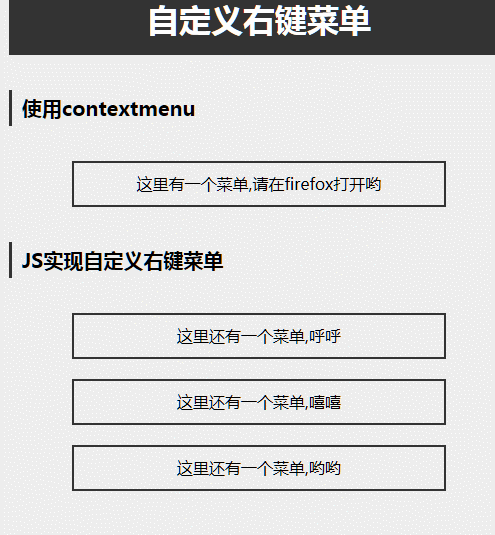 自定义右键菜单
使用contextmenu
这里有一个菜单,请在firefox打开哟
JS实现自定义右键菜单
这里还有一个菜单,呼呼
这里还有一个菜单,嘻嘻
这里还有一个菜单,哟哟